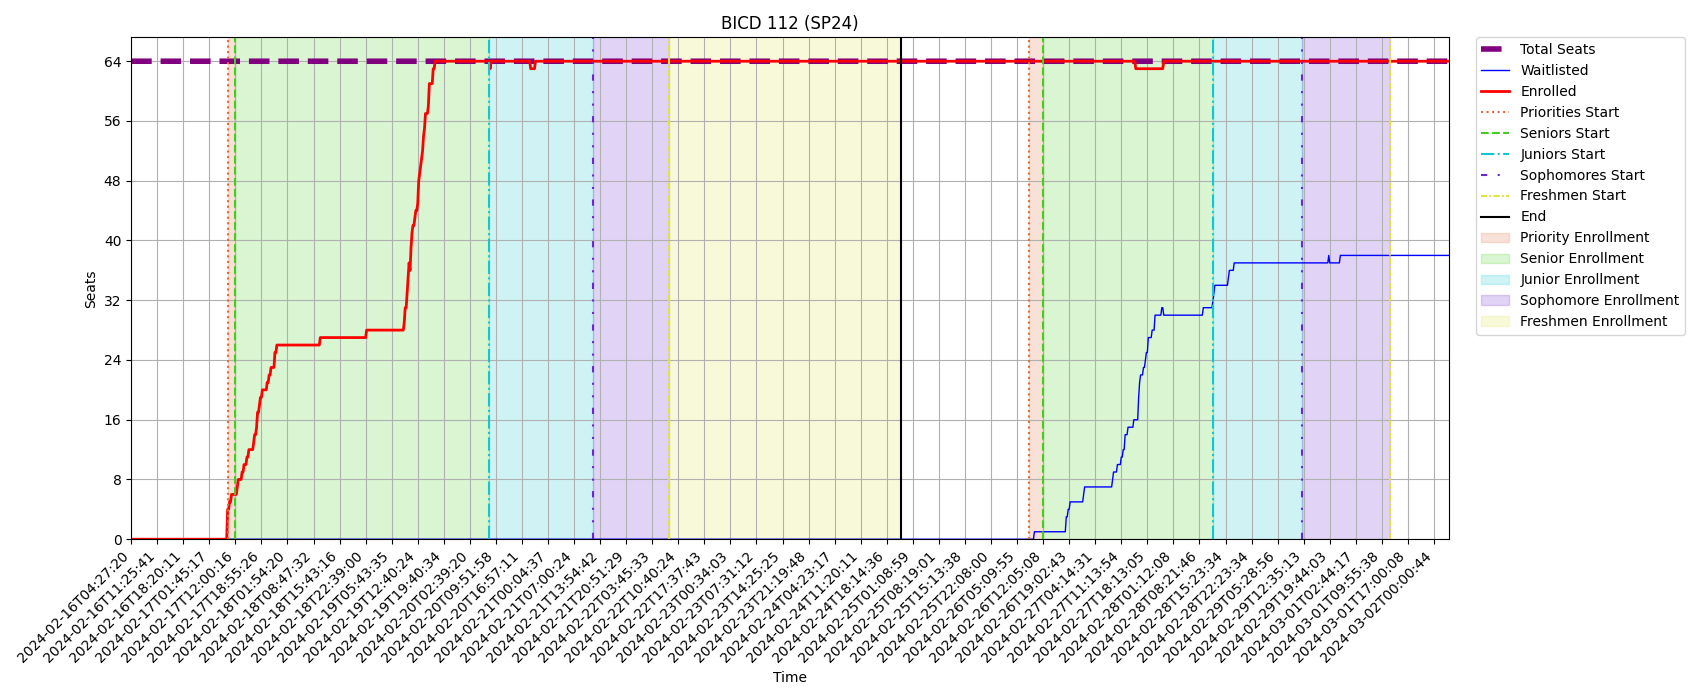 BICD 112 (SP24)
Total Seats
Waitlisted
Enrolled
Priorities Start
Seniors Start
Juniors Start
Sophomores Start
Freshmen Start
End
Priority Enrollment
Senior Enrollment
Junior Enrollment
Sophomore Enrollment
Freshmen Enrollment
Seats
64
56
48
40
32
24
16
8
0
2024-02-16T04:27:20
2024-02-16T11:25:41
2024-02-16T18:20:11
2024-02-17T01:45:17
2024-02-17T12:00:16
2024-02-17T18:55:26
2024-02-18T01:54:20
2024-02-18T08:47:32
2024-02-18T15:43:16
2024-02-18T22:39:00
2024-02-19T05:43:35
2024-02-19T12:40:24
2024-02-19T19:40:34
2024-02-20T02:39:20
2024-02-20T09:51:58
2024-02-20T16:57:11
2024-02-21T00:04:37
2024-02-21T07:00:24
2024-02-21T13:54:42
2024-02-21T20:51:29
2024-02-22T03:45:33
2024-02-22T10:40:24
2024-02-22T17:37:43
2024-02-23T00:34:03
2024-02-23T07:31:12
2024-02-23T14:25:25
2024-02-23T21:19:48
2024-02-24T04:23:17
2024-02-24T11:20:11
2024-02-24T18:14:36
2024-02-25T01:08:59
2024-02-25T08:19:01
2024-02-25T15:13:38
2024-02-25T22:08:00
2024-02-26T05:09:55
2024-02-26T12:05:08
2024-02-26T19:02:43
2024-02-27T04:14:31
2024-02-27T11:13:54
2024-02-27T18:13:05
2024-02-28T01:12:08
2024-02-28T08:21:46
2024-02-28T15:23:34
2024-02-28T22:23:34
2024-02-29T05:28:56
2024-02-29T12:35:13
2024-02-29T19:44:03
2024-03-01T02:44:17
2024-03-01T09:55:38
2024-03-01T17:00:08
2024-03-02T00:00:44
Time